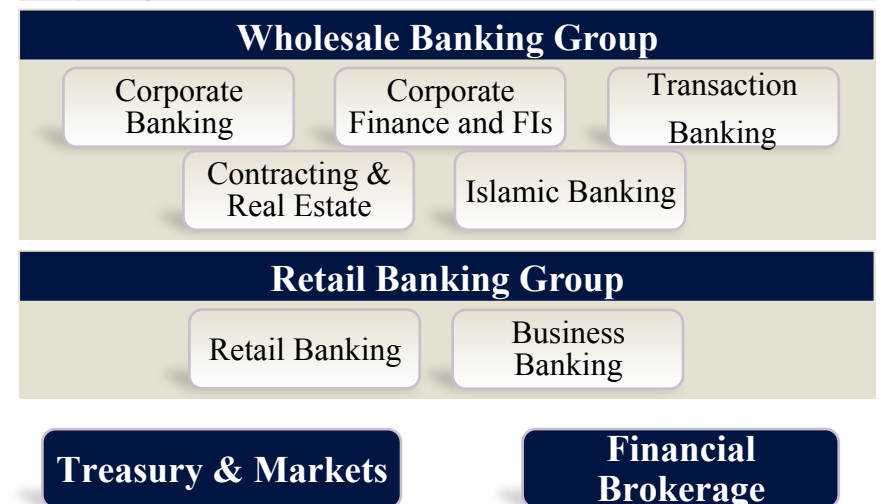 Wholesale Banking Group
Corporate
Banking
Corporate
Finance and FIs
Transaction
Banking
Contracting &
Real Estate
Islamic Banking
Retail Banking Group
Retail Banking
Business
Banking
Treasury & Markets
Financial
Brokerage